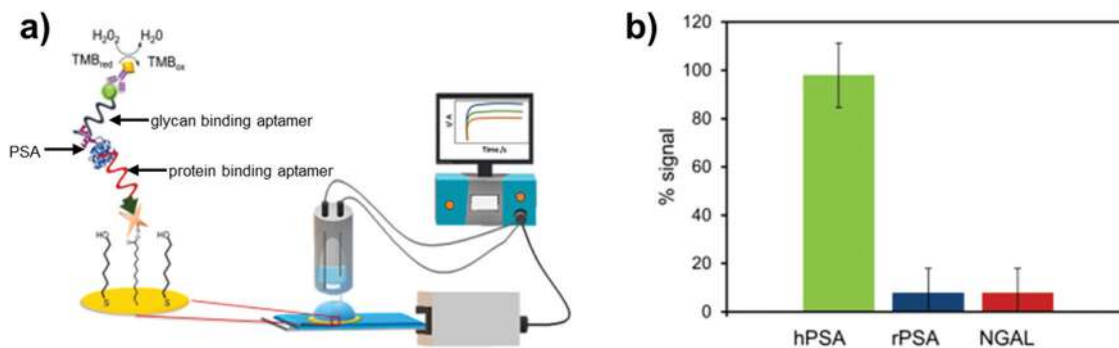 a)
H₂O₂
H₂O
TMBred
TMBox
glycan binding aptamer
PSA
protein binding aptamer
HO
HO
S
I/ A
Time /s
b)
% signal
120
100
80
60
40
20
0
hPSA
rPSA
NGAL